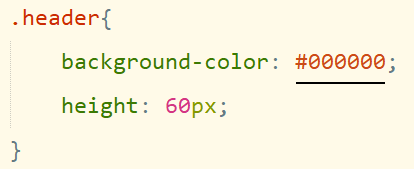 .header{
background-color: #000000;
height: 60px;
}